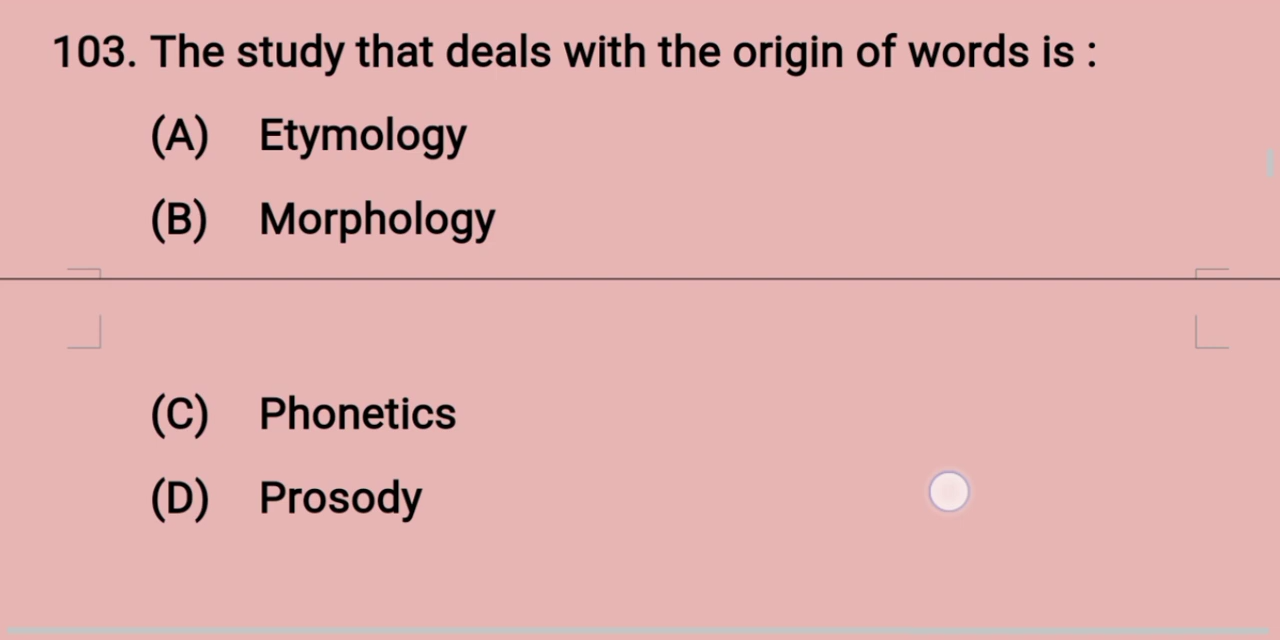 103. The study that deals with the origin of words is :
(A) Etymology
(B) Morphology
(C) Phonetics
(D) Prosody